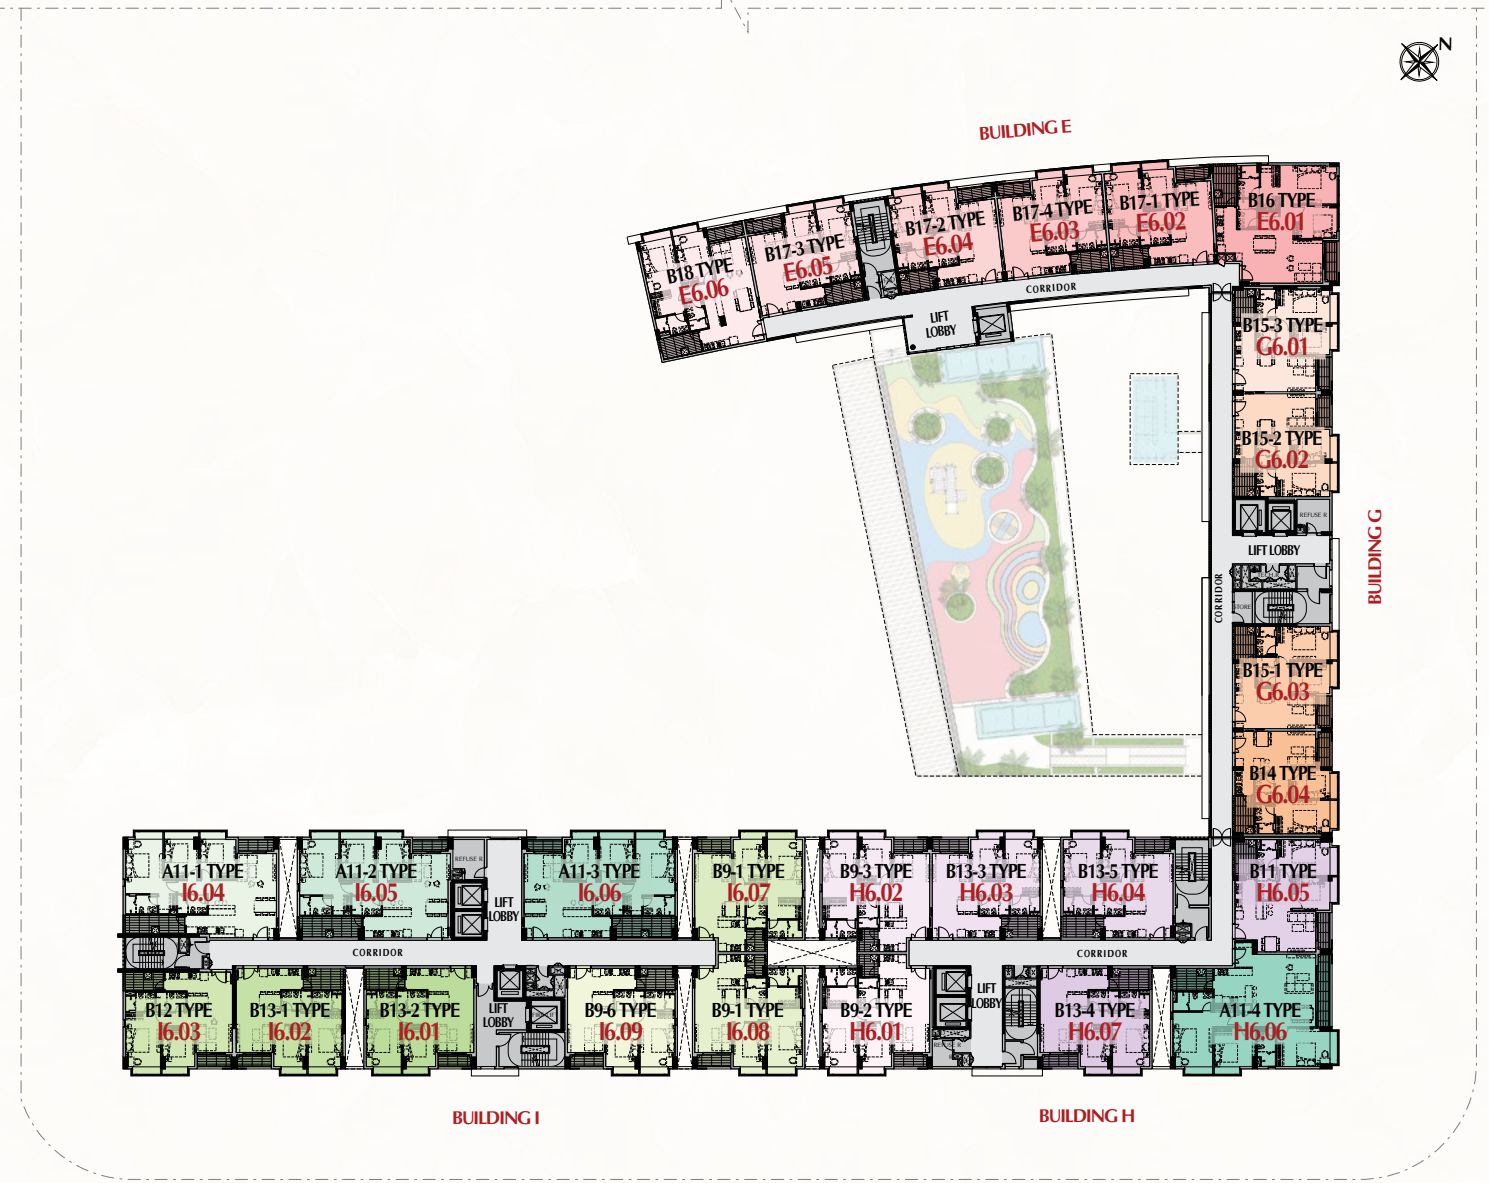 N
BUILDING E
B16 TYPE
E6.01
B17-1 TYPE
E6.02
B17-4 TYPE
E6.03
B17-2 TYPE
E6.04
B17-3 TYPE
E6.05
B18 TYPE
E6.06
CORRIDOR
LIFT
LOBBY
B15-3 TYPE
G6.01
B15-2 TYPE
G6.02
REFUSE R
LIFT LOBBY
BUILDING G
CORRIDOR
STORE
B15-1 TYPE
G6.03
B14 TYPE
G6.04
A11-1 TYPE
I6.04
A11-2 TYPE
I6.05
REFUSE R
LIFT
LOBBY
A11-3 TYPE
I6.06
B9-1 TYPE
I6.07
B9-3 TYPE
H6.02
B13-3 TYPE
H6.03
B13-5 TYPE
H6.04
B11 TYPE
H6.05
CORRIDOR
CORRIDOR
B12 TYPE
I6.03
B13-1 TYPE
I6.02
B13-2 TYPE
I6.01
LIFT
LOBBY
B9-6 TYPE
I6.09
B9-1 TYPE
I6.08
B9-2 TYPE
H6.01
LIFT
LOBBY
REFUSE R
B13-4 TYPE
H6.07
A11-4 TYPE
H6.06
BUILDING I
BUILDING H